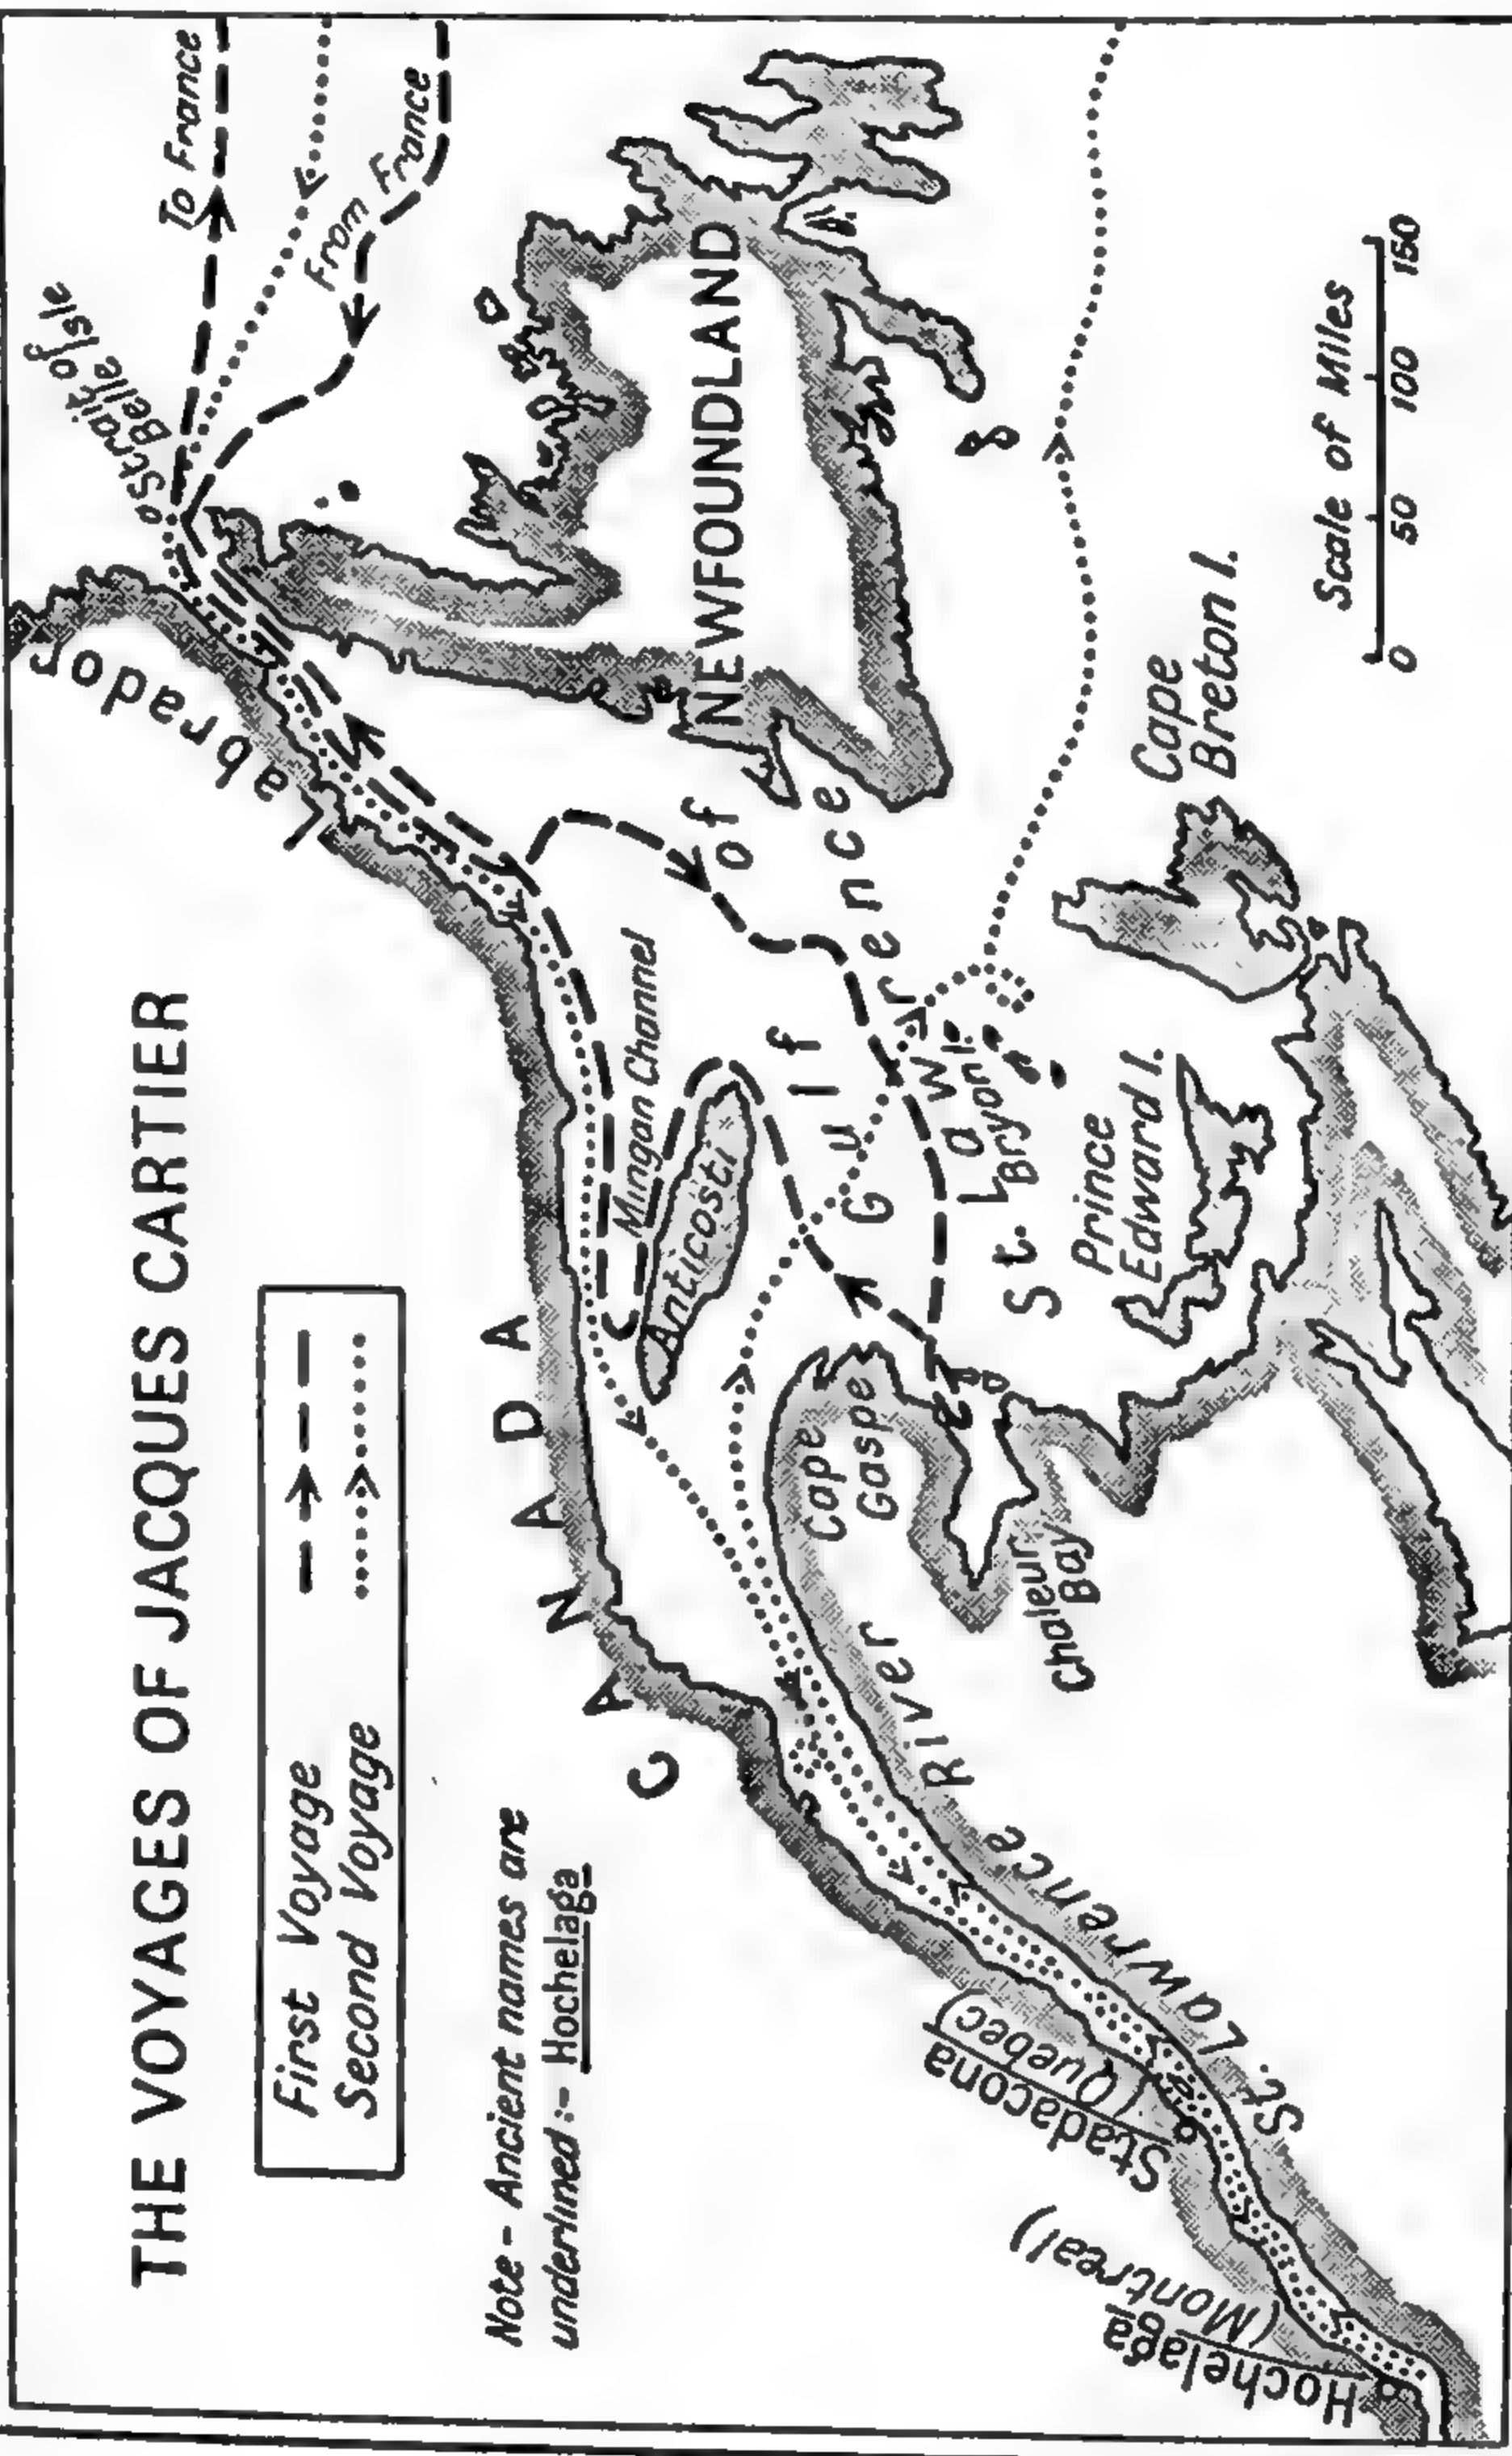 THE VOYAGES OF JACQUES CARTIER
First Voyage
Second Voyage
Note - Ancient names are
underlined :- Hochelaga
CANADA
Labrador
Strait of
Belle Isle
To France
From France
NEWFOUNDLAND
Mingan Channel
Anticosti
Gulf of
St. Lawrence
Bryon I.
Cape
Gaspe
Chaleur
Bay
Prince
Edward I.
Cape
Breton I.
St. Lawrence River
Stadacona
(Quebec)
Hochelaga
(Montreal)
Scale of Miles
0 50 100 150